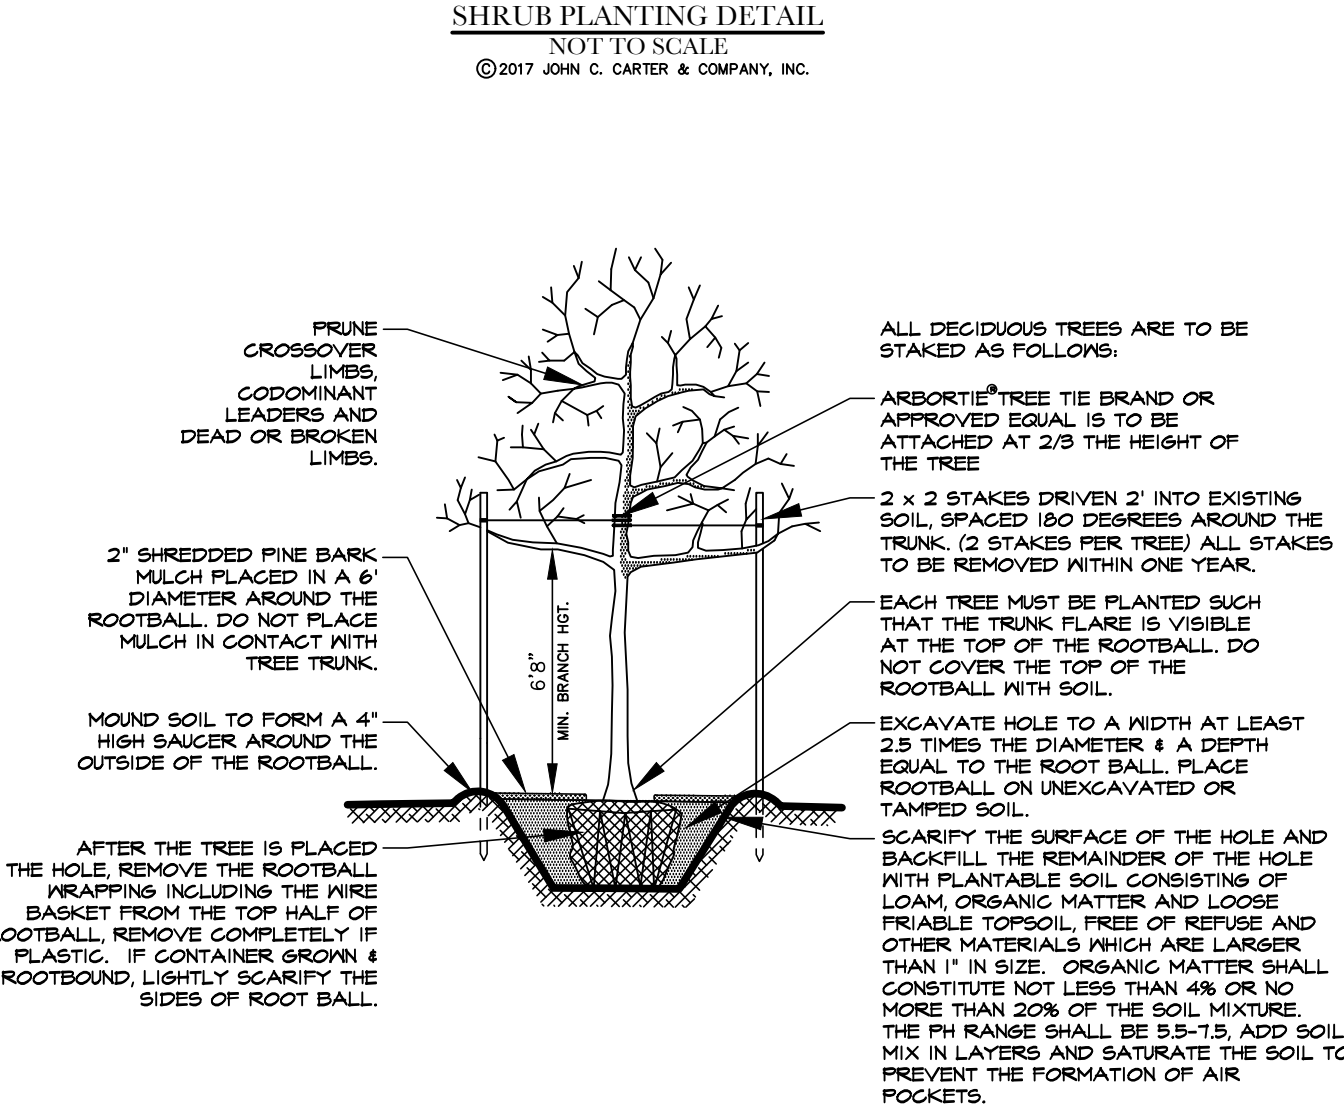 SHRUB PLANTING DETAIL
NOT TO SCALE
©2017 JOHN C. CARTER & COMPANY, INC.
PRUNE
CROSSOVER
LIMBS,
CODOMINANT
LEADERS AND
DEAD OR BROKEN
LIMBS.
2" SHREDDED PINE BARK
MULCH PLACED IN A 6'
DIAMETER AROUND THE
ROOTBALL. DO NOT PLACE
MULCH IN CONTACT WITH
TREE TRUNK.
MOUND SOIL TO FORM A 4"
HIGH SAUCER AROUND THE
OUTSIDE OF THE ROOTBALL.
AFTER THE TREE IS PLACED
THE HOLE, REMOVE THE ROOTBALL
WRAPPING INCLUDING THE WIRE
BASKET FROM THE TOP HALF OF
OOTBALL, REMOVE COMPLETELY IF
PLASTIC. IF CONTAINER GROWN &
ROOTBOUND, LIGHTLY SCARIFY THE
SIDES OF ROOT BALL.
6'8"
MIN. BRANCH HGT.
ALL DECIDUOUS TREES ARE TO BE
STAKED AS FOLLOWS:
ARBORTIE® TREE TIE BRAND OR
APPROVED EQUAL IS TO BE
ATTACHED AT 2/3 THE HEIGHT OF
THE TREE
2 x 2 STAKES DRIVEN 2' INTO EXISTING
SOIL, SPACED 180 DEGREES AROUND THE
TRUNK. (2 STAKES PER TREE) ALL STAKES
TO BE REMOVED WITHIN ONE YEAR.
EACH TREE MUST BE PLANTED SUCH
THAT THE TRUNK FLARE IS VISIBLE
AT THE TOP OF THE ROOTBALL. DO
NOT COVER THE TOP OF THE
ROOTBALL WITH SOIL.
EXCAVATE HOLE TO A WIDTH AT LEAST
2.5 TIMES THE DIAMETER & A DEPTH
EQUAL TO THE ROOT BALL. PLACE
ROOTBALL ON UNEXCAVATED OR
TAMPED SOIL.
SCARIFY THE SURFACE OF THE HOLE AND
BACKFILL THE REMAINDER OF THE HOLE
WITH PLANTABLE SOIL CONSISTING OF
LOAM, ORGANIC MATTER AND LOOSE
FRIABLE TOPSOIL, FREE OF REFUSE AND
OTHER MATERIALS WHICH ARE LARGER
THAN 1" IN SIZE. ORGANIC MATTER SHALL
CONSTITUTE NOT LESS THAN 4% OR NO
MORE THAN 20% OF THE SOIL MIXTURE.
THE PH RANGE SHALL BE 5.5-7.5, ADD SOIL
MIX IN LAYERS AND SATURATE THE SOIL TO
PREVENT THE FORMATION OF AIR
POCKETS.